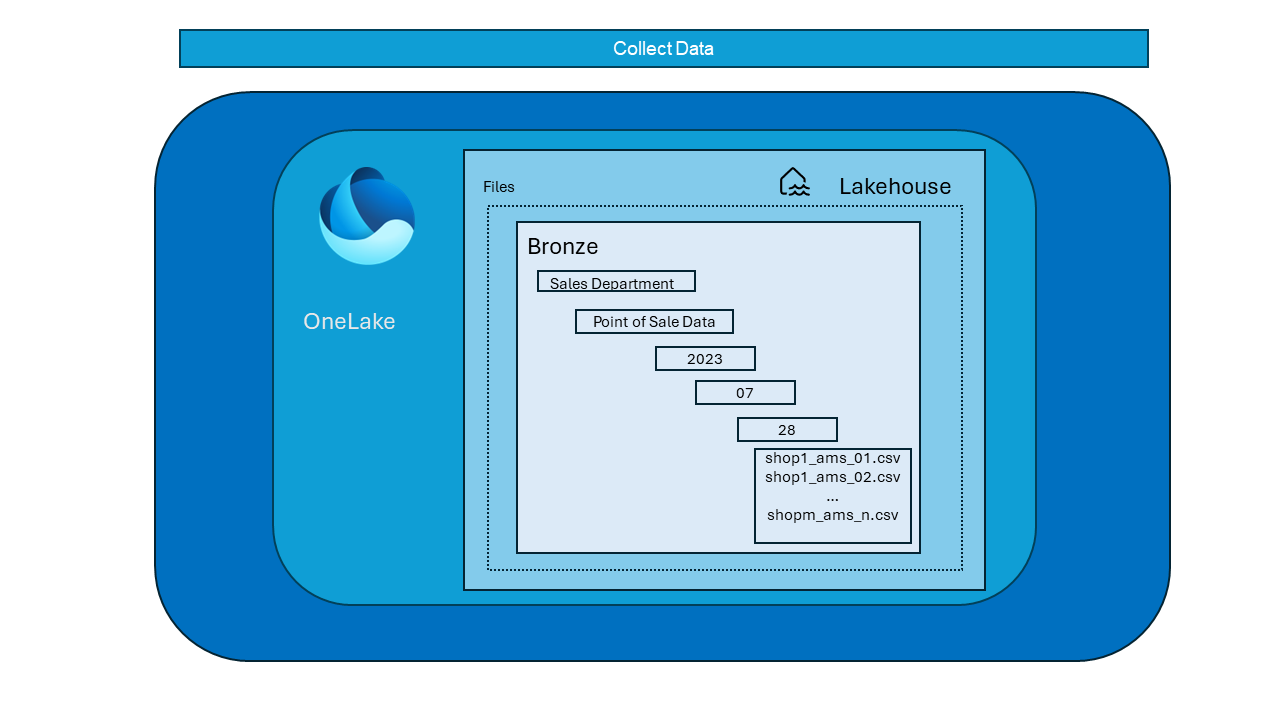 Collect Data
Files
Lakehouse
Bronze
Sales Department
OneLake
Point of Sale Data
2023
07
28
shop1_ams_01.csv
shop1_ams_02.csv
...
shopm_ams_n.csv